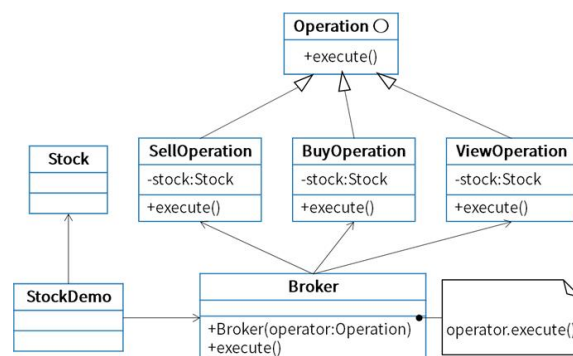 Operation
+execute()
SellOperation
-stock:Stock
+execute()
BuyOperation
-stock:Stock
+execute()
ViewOperation
-stock:Stock
+execute()
Stock
StockDemo
Broker
+Broker(operator:Operation)
+execute()
operator.execute()